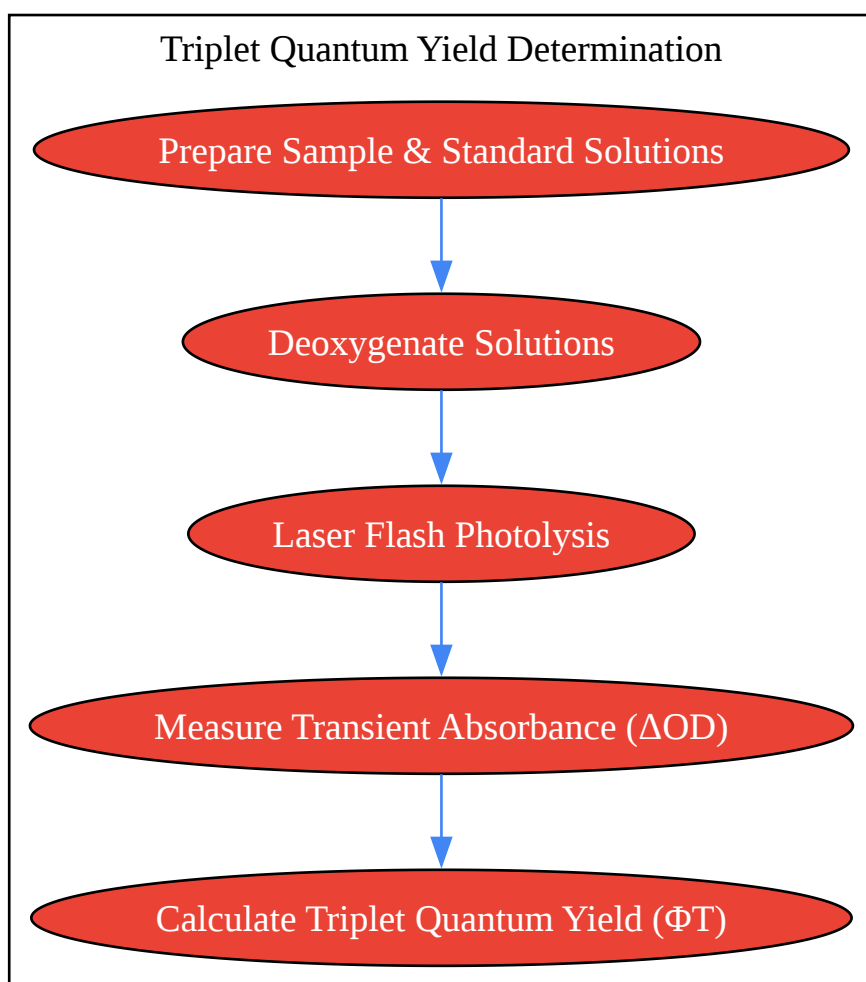 Triplet Quantum Yield Determination
Prepare Sample & Standard Solutions
Deoxygenate Solutions
Laser Flash Photolysis
Measure Transient Absorbance (ΔOD)
Calculate Triplet Quantum Yield (ΦT)